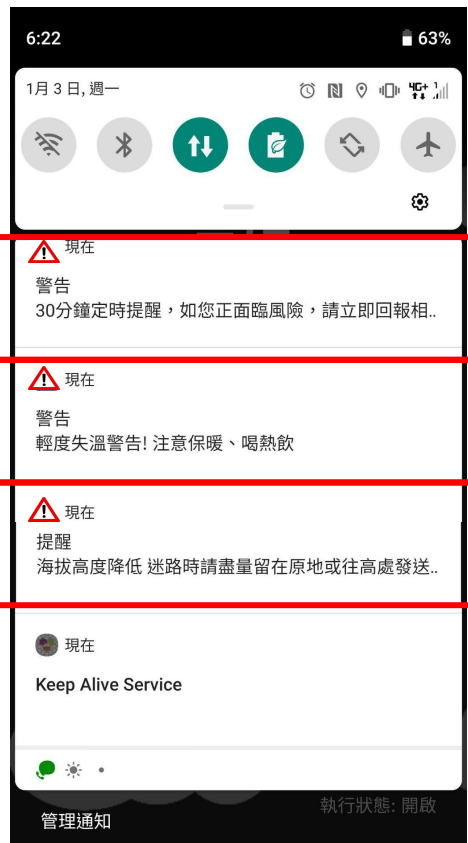 6:22 63%
1月3日, 週一 4G+
現在
警告
30分鐘定時提醒，如您正面臨風險，請立即回報相..
現在
警告
輕度失溫警告! 注意保暖、喝熱飲
現在
提醒
海拔高度降低 迷路時請盡量留在原地或往高處發送..
現在
Keep Alive Service
執行狀態: 開啟
管理通知